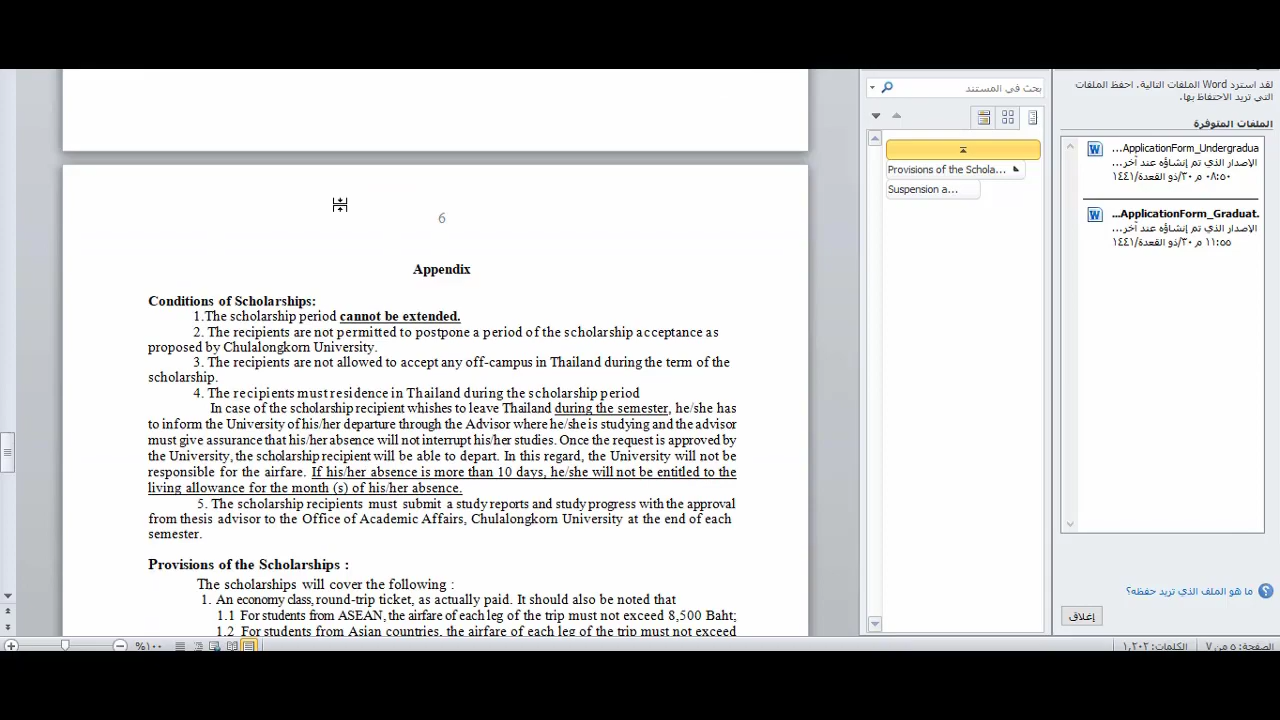 6
Appendix
Conditions of Scholarships:
1.The scholarship period cannot be extended.
2. The recipients are not permitted to postpone a period of the scholarship acceptance as
proposed by Chulalongkorn University.
3. The recipients are not allowed to accept any off-campus in Thailand during the term of the
scholarship.
4. The recipients must residence in Thailand during the scholarship period
In case of the scholarship recipient whishes to leave Thailand during the semester, he/she has
to inform the University of his/her departure through the Advisor where he/she is studying and the advisor
must give assurance that his/her absence will not interrupt his/her studies. Once the request is approved by
the University, the scholarship recipient will be able to depart. In this regard, the University will not be
responsible for the airfare. If his/her absence is more than 10 days, he/she will not be entitled to the
living allowance for the month (s) of his/her absence.
5. The scholarship recipients must submit a study reports and study progress with the approval
from thesis advisor to the Office of Academic Affairs, Chulalongkorn University at the end of each
semester.
Provisions of the Scholarships :
The scholarships will cover the following :
1. An economy class, round-trip ticket, as actually paid. It should also be noted that
1.1 For students from ASEAN, the airfare of each leg of the trip must not exceed 8,500 Baht;
1.2 For students from Asian countries, the airfare of each leg of the trip must not exceed
بحث في المستند
Provisions of the Schola...
Suspension a...
لقد استرد Word الملفات التالية. احفظ الملفات
التي تريد الاحتفاظ بها.
الملفات المتوفرة
...ApplicationForm_Undergradua
الإصدار الذي تم إنشاؤه عند آخر...
٠٨:٥٠ م ٣٠/ذو القعدة/١٤٤١
...ApplicationForm_Graduat.
الإصدار الذي تم إنشاؤه عند آخر...
١١:٥٥ م ٣٠/ذو القعدة/١٤٤١
ما هو الملف الذي تريد حفظه؟
إغلاق
%١٠٠
الصفحة: ٥ من ٧
الكلمات: ١,٢٠٢